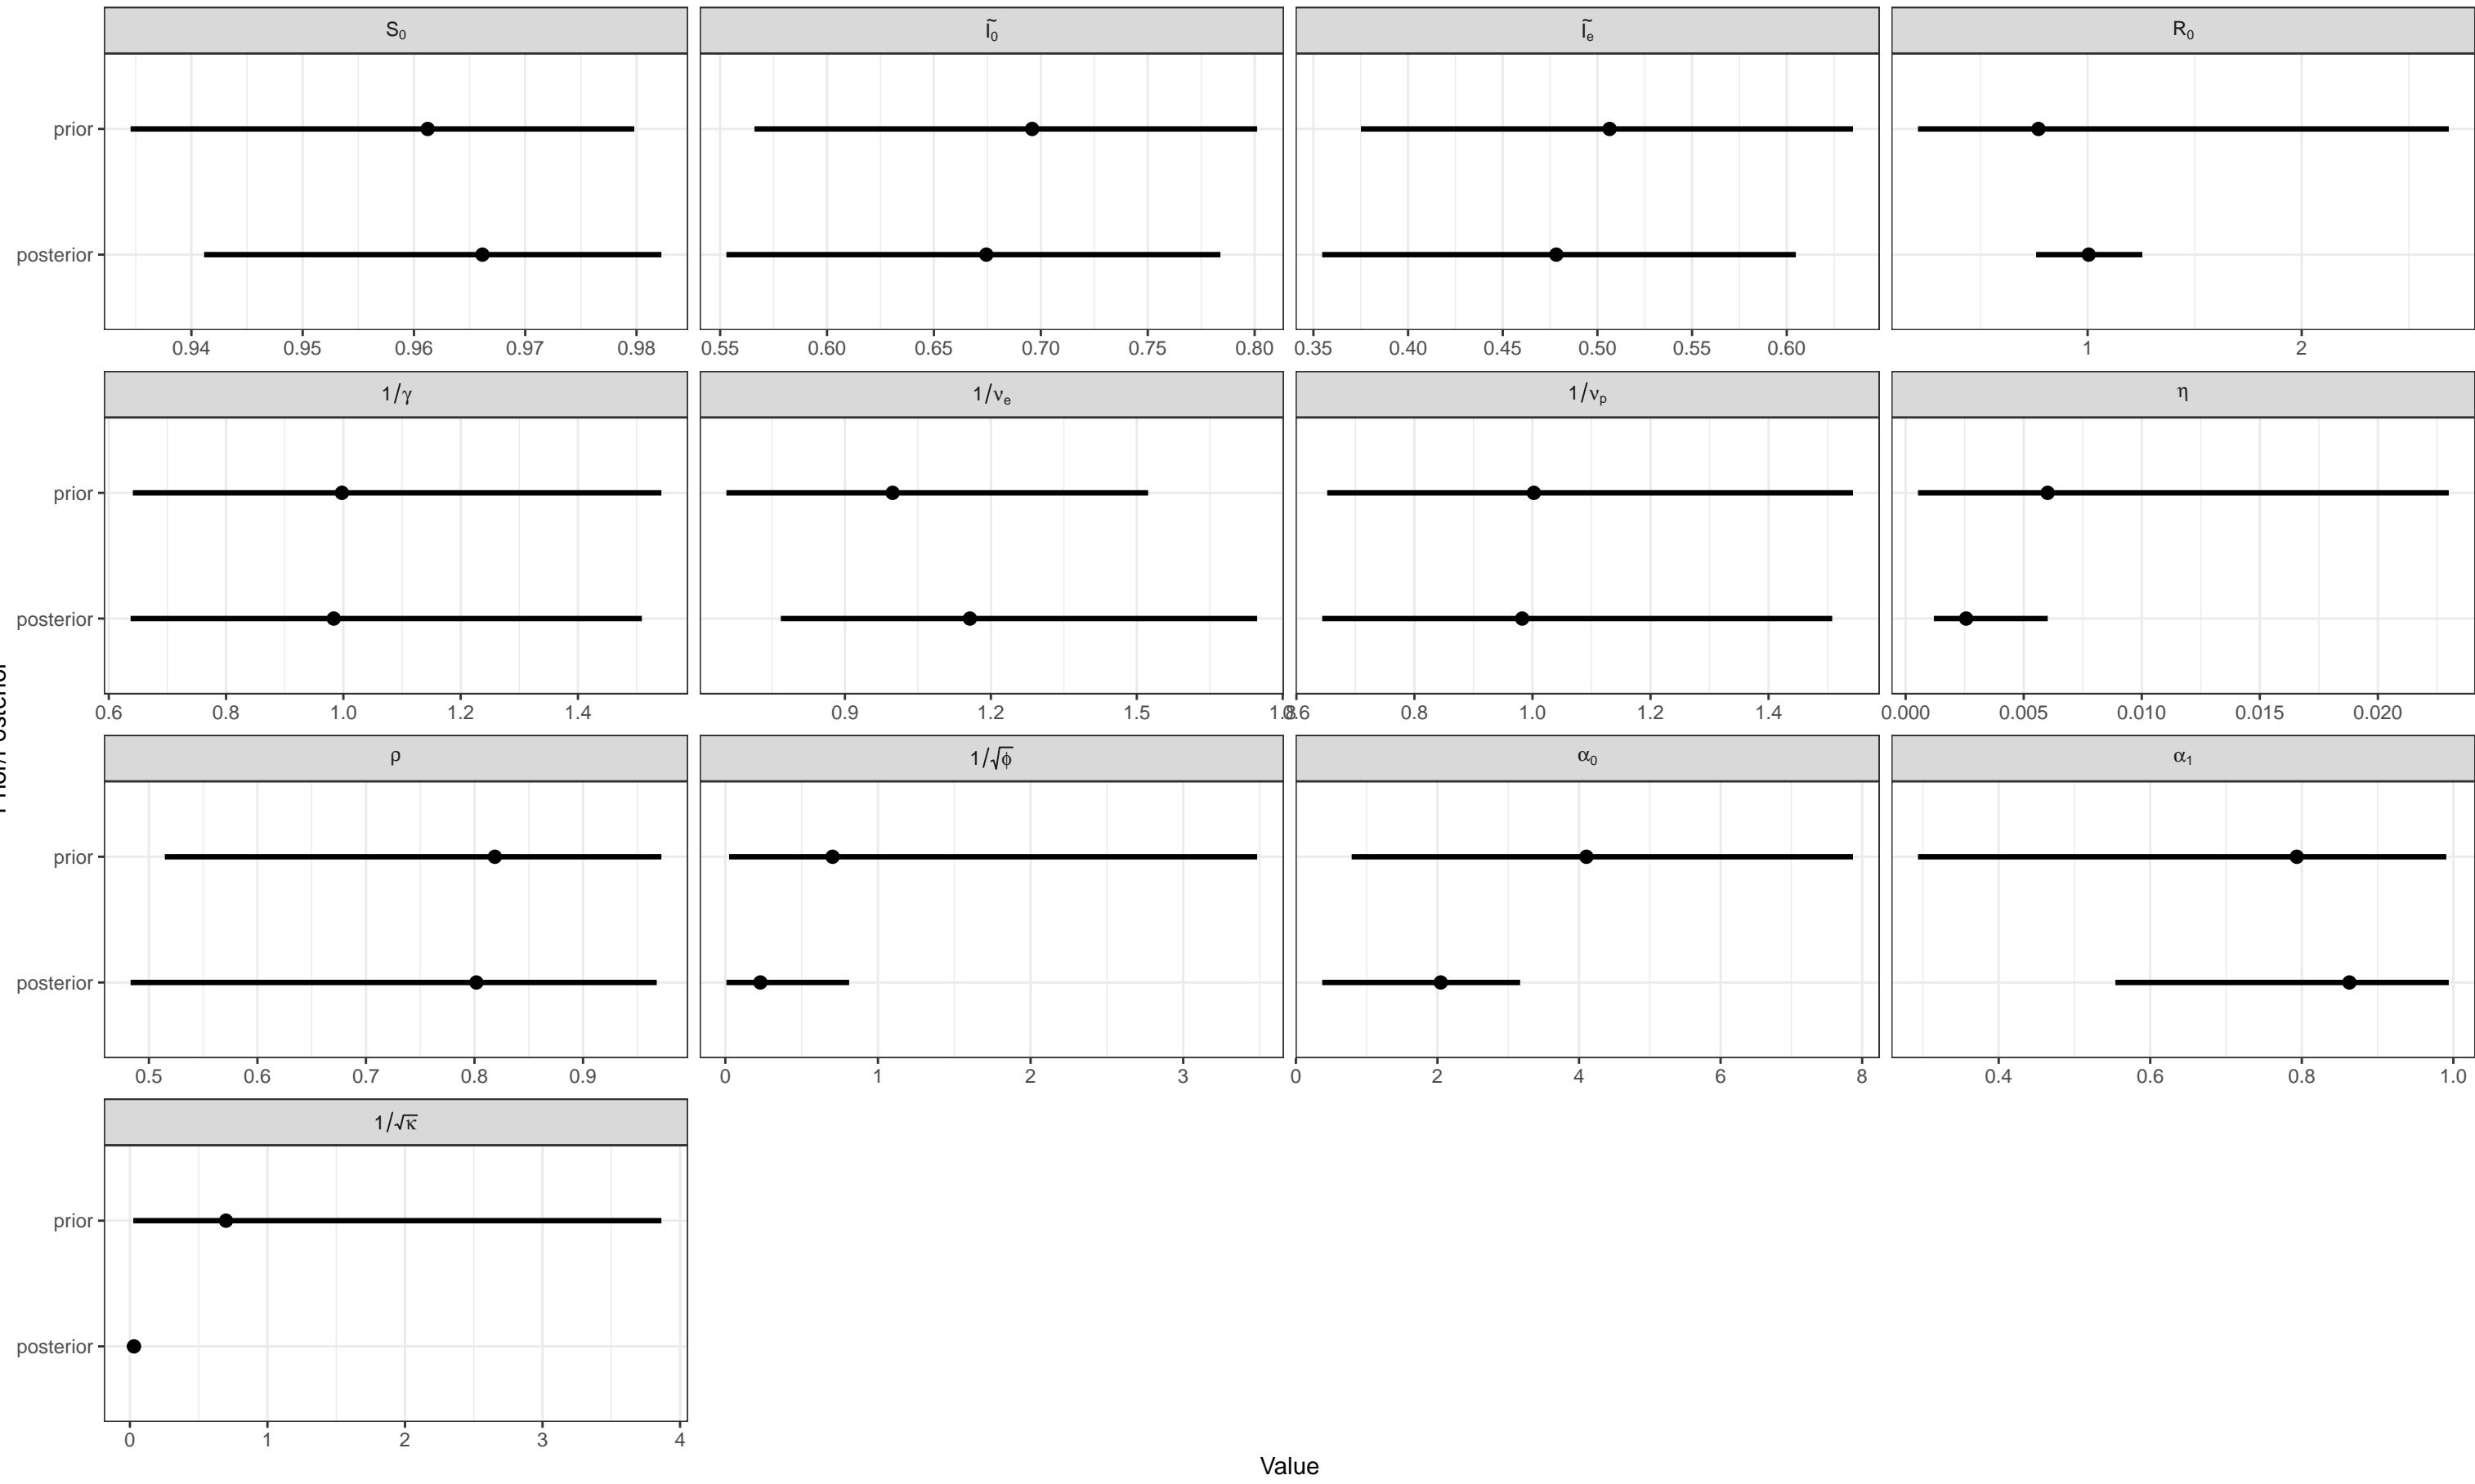 S₀ Ĩ₀ Ĩₑ R₀
prior
posterior
0.94 0.95 0.96 0.97 0.98 0.55 0.60 0.65 0.70 0.75 0.80 0.35 0.40 0.45 0.50 0.55 0.60 1 2
1/γ 1/νₑ 1/νₚ η
prior
posterior
0.6 0.8 1.0 1.2 1.4 0.9 1.2 1.5 1.8 0.6 0.8 1.0 1.2 1.4 0.000 0.005 0.010 0.015 0.020
ρ 1/√ϕ α₀ α₁
prior
posterior
0.5 0.6 0.7 0.8 0.9 0 1 2 3 0 2 4 6 8 0.4 0.6 0.8 1.0
1/√κ
prior
posterior
0 1 2 3 4
Value